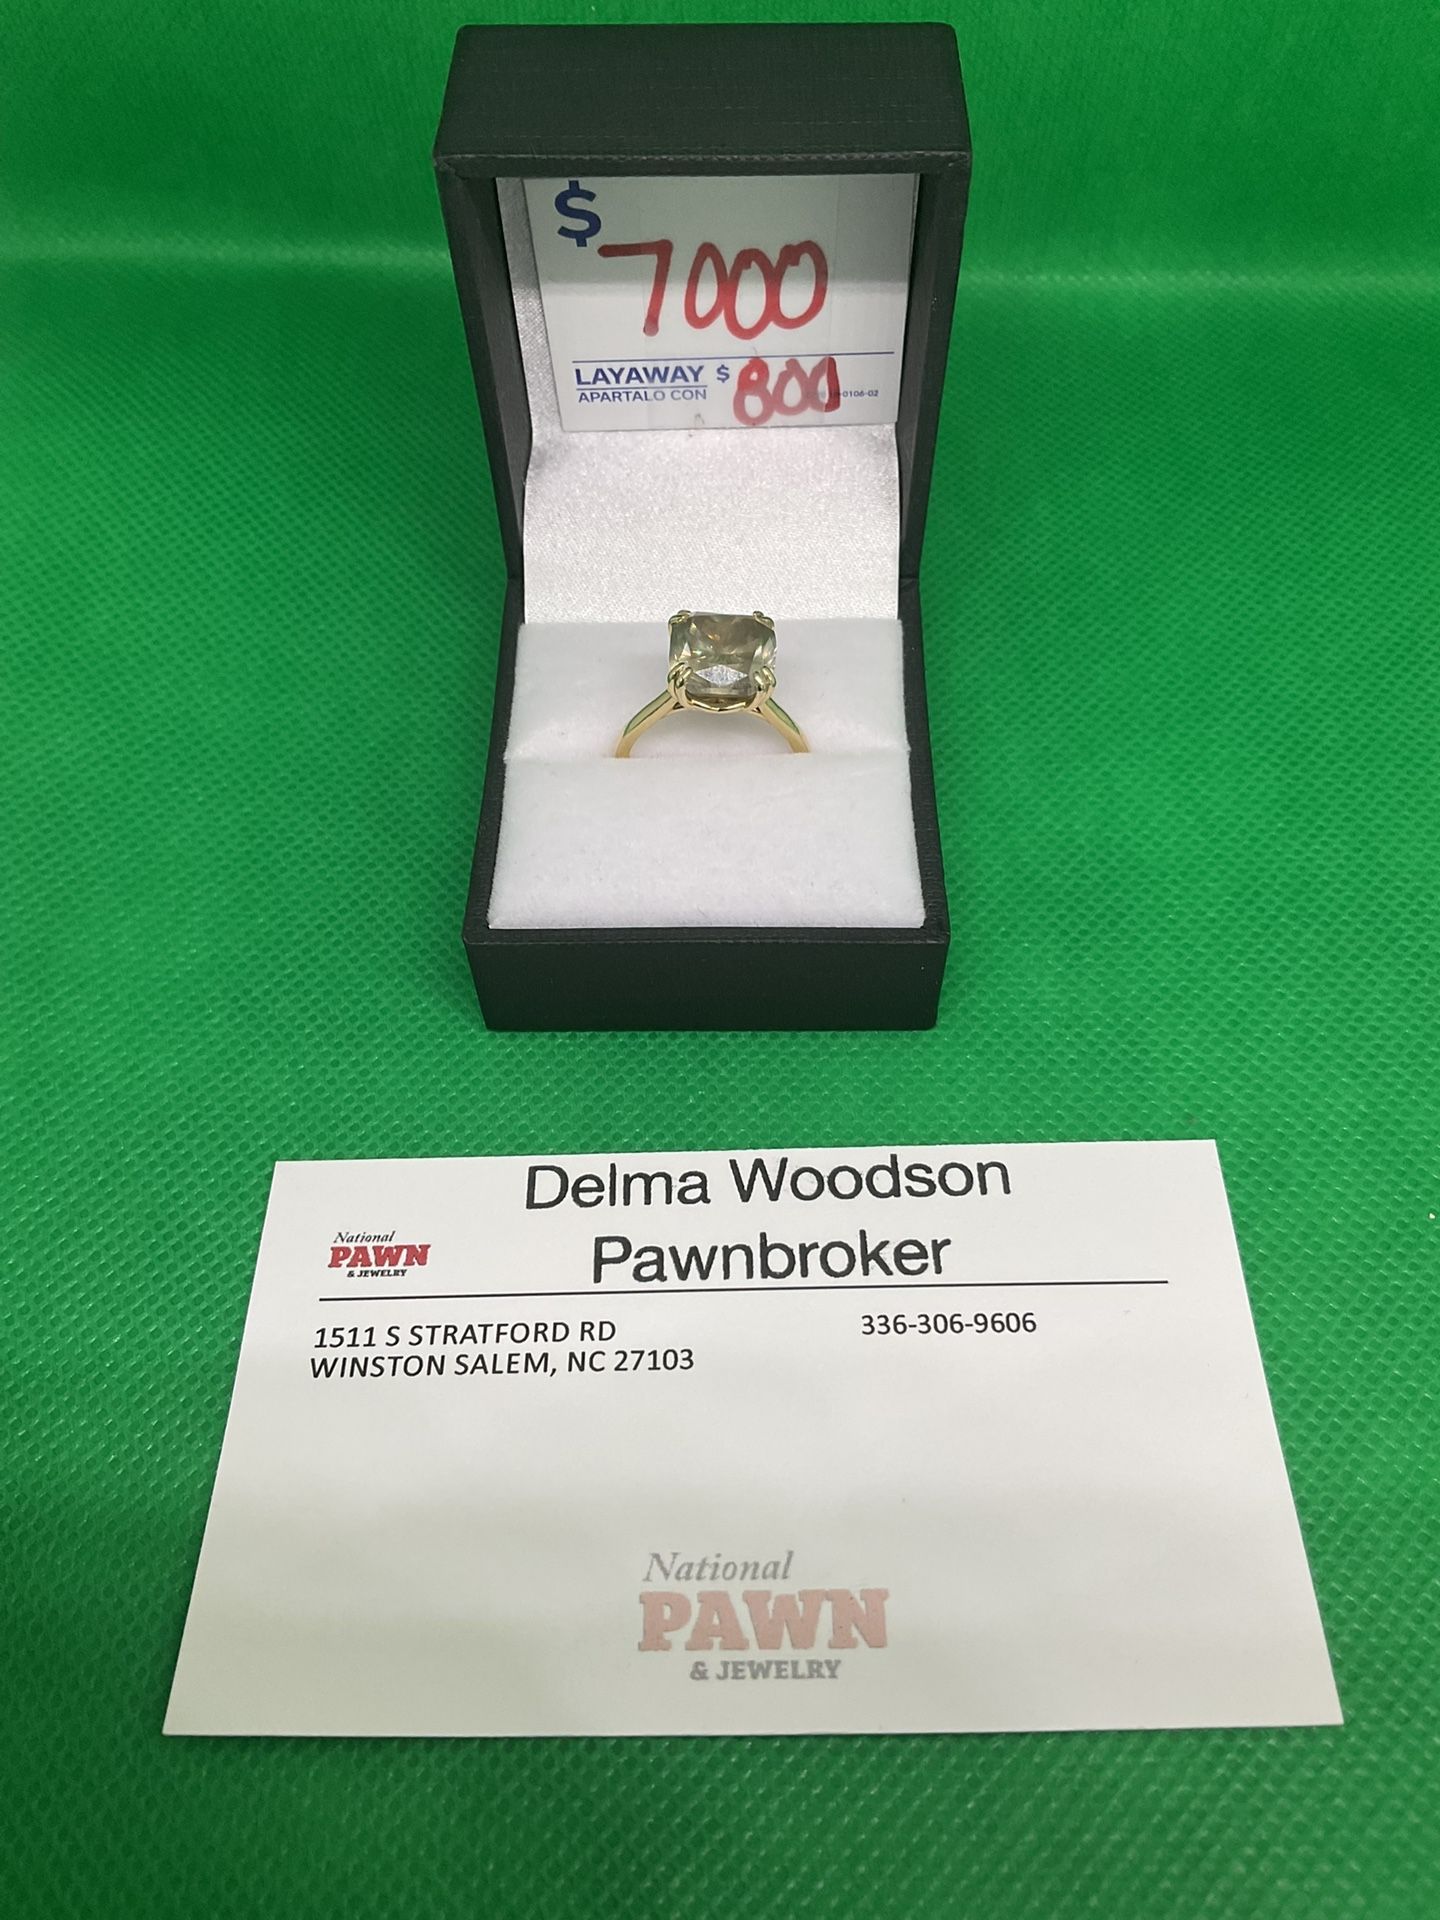 $
7000
LAYAWAY $ 800
APARTALO CON
Delma Woodson
National
PAWN
& JEWELRY
Pawnbroker
1511 S STRATFORD RD
336-306-9606
WINSTON SALEM, NC 27103
National
PAWN
& JEWELRY